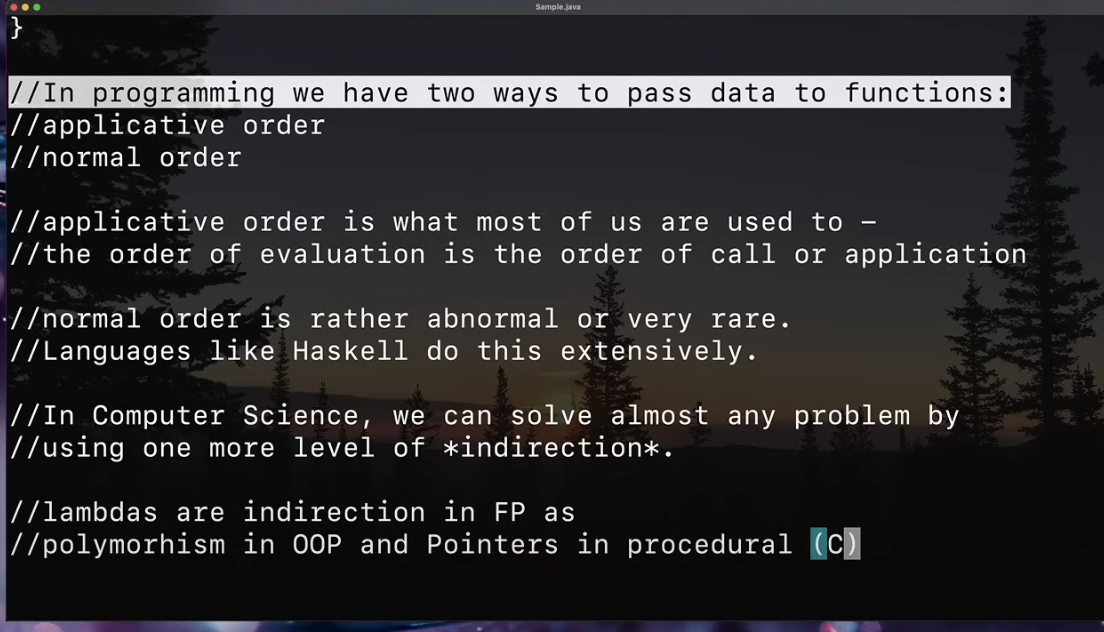 Sample.java
}
//In programming we have two ways to pass data to functions:
//applicative order
//normal order
//applicative order is what most of us are used to –
//the order of evaluation is the order of call or application
//normal order is rather abnormal or very rare.
//Languages like Haskell do this extensively.
//In Computer Science, we can solve almost any problem by
//using one more level of *indirection*.
//lambdas are indirection in FP as
//polymorhism in OOP and Pointers in procedural (C)